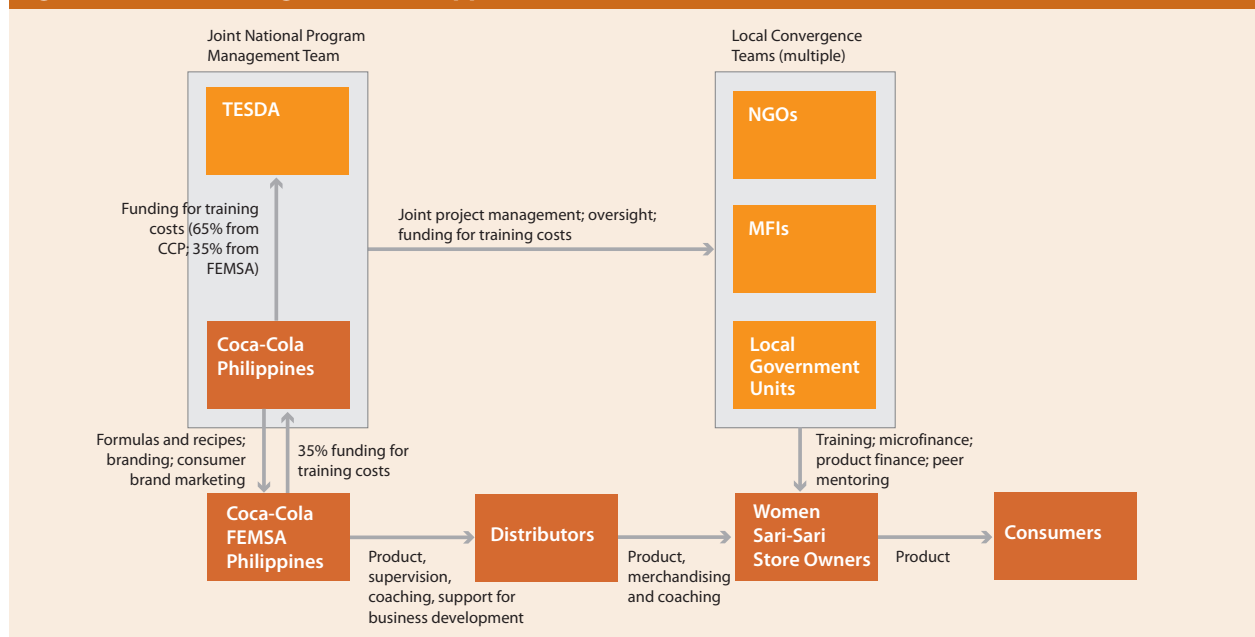 Joint National Program
Management Team
Local Convergence
Teams (multiple)
TESDA
NGOs
Funding for training
costs (65% from
CCP; 35% from
FEMSA)
Joint project management; oversight;
funding for training costs
MFIs
Coca-Cola
Philippines
Local
Government
Units
Formulas and recipes;
branding; consumer
brand marketing
35% funding for
training costs
Training; microfinance;
product finance; peer
mentoring
Coca-Cola
FEMSA
Philippines
Product,
supervision,
coaching, support for
business development
Distributors
Product,
merchandising
and coaching
Women
Sari-Sari
Store Owners
Product
Consumers